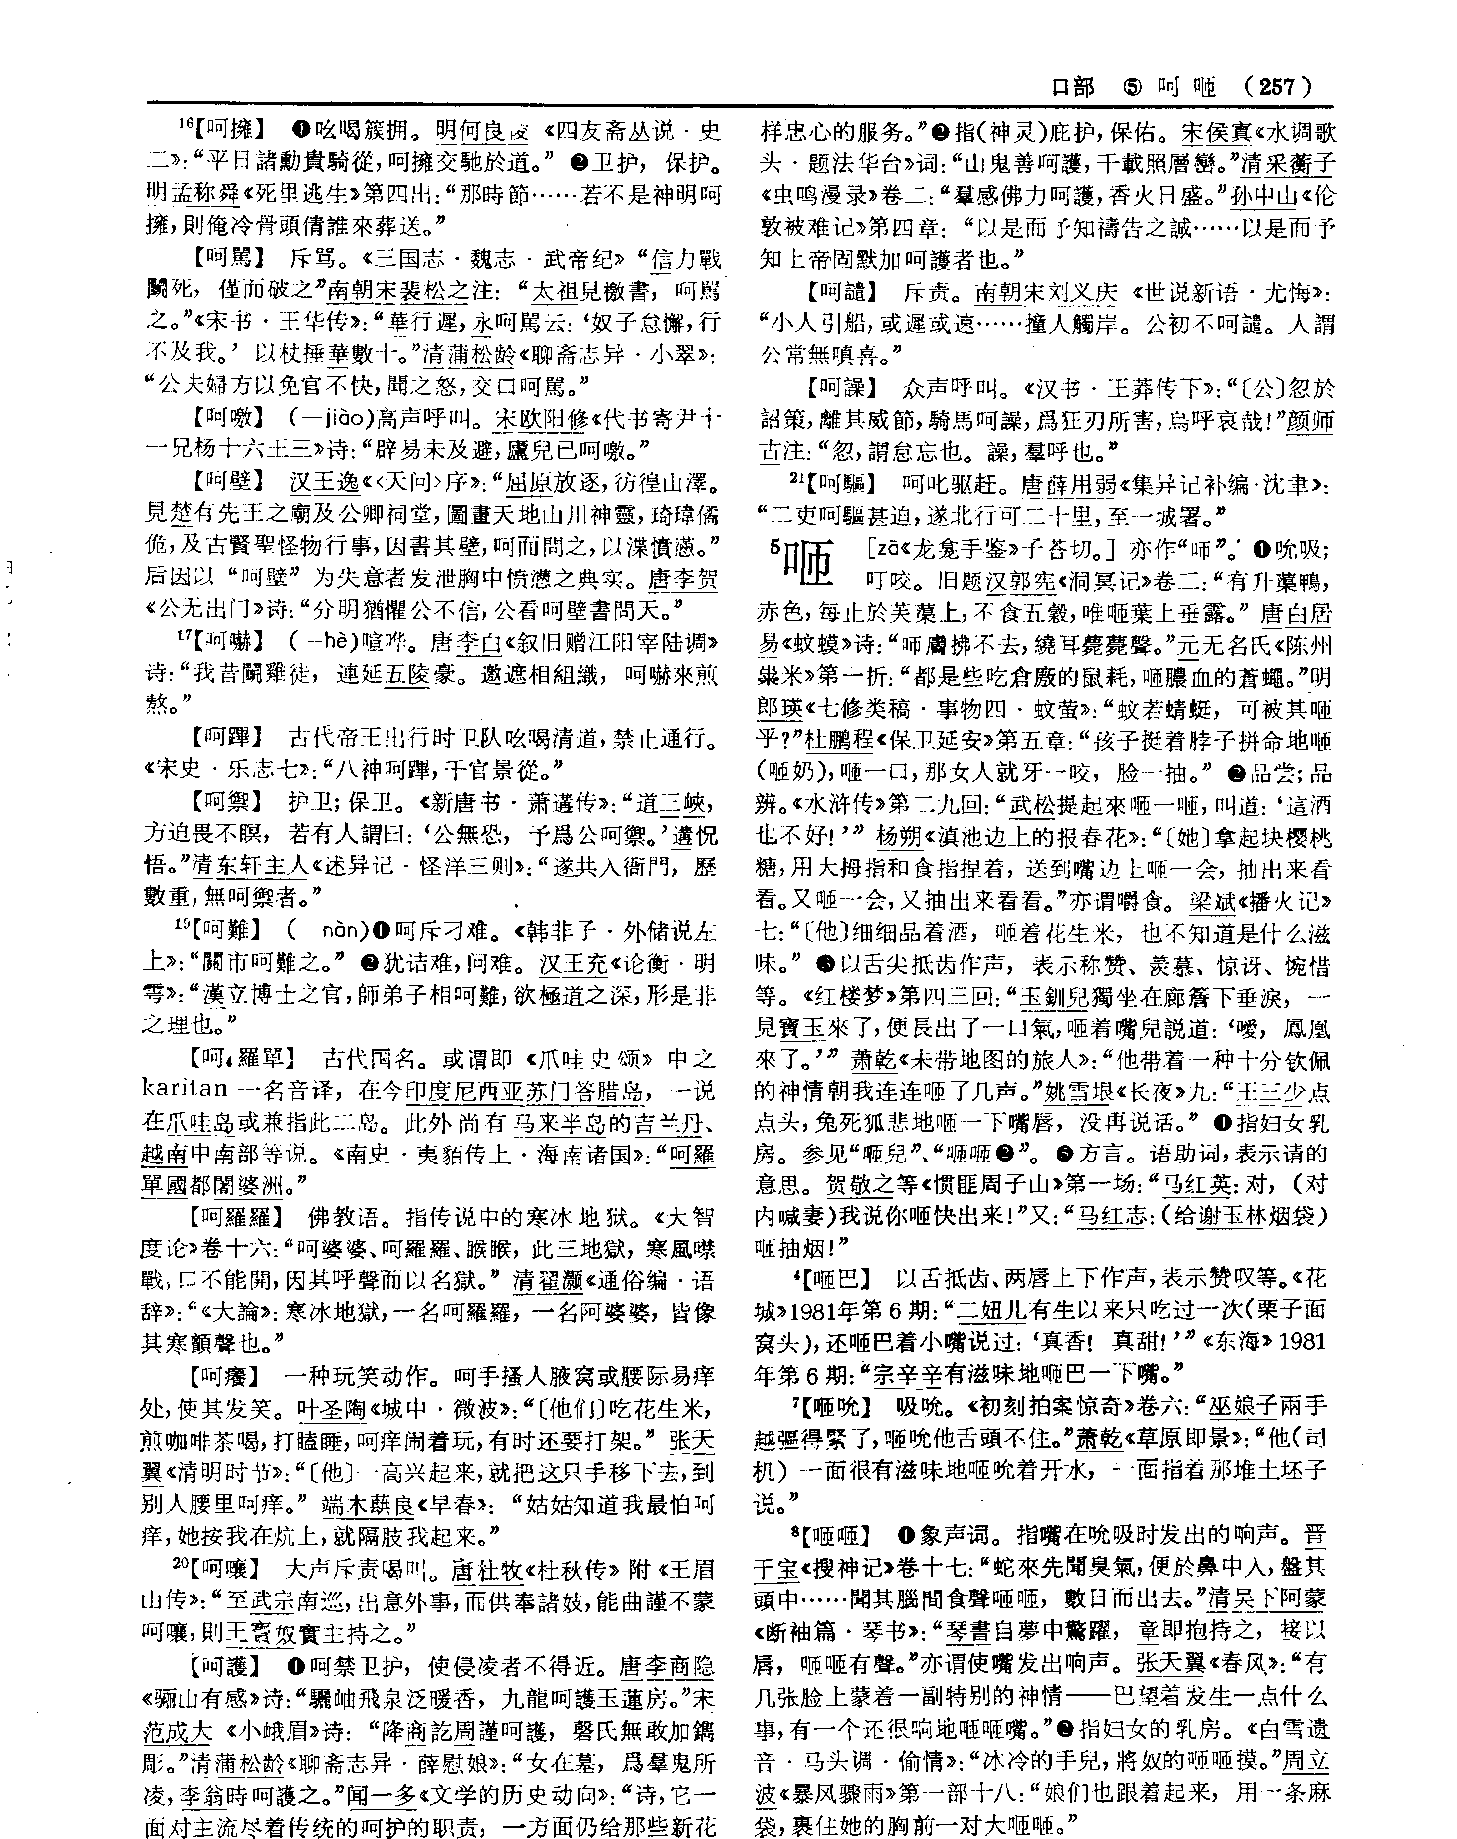 口部 ⑤ 呵 咂 (257)
16【呵擁】 ❶吆喝簇拥。明何良俊《四友斋丛说·史
二》:“平日諸勳貴騎從,呵擁交馳於道。” ❷卫护,保护。
明孟称舜《死里逃生》第四出:“那時節……若不是神明呵
擁,則俺冷骨頭倩誰來葬送。”
【呵罵】 斥骂。《三国志·魏志·武帝纪》“信力戰
鬭死,僅而破之”南朝宋裴松之注:“太祖見檄書,呵罵
之。”《宋书·王华传》:“華行遲,永呵罵云:‘奴子怠懈,行
不及我。’以杖捶華數十。”清蒲松龄《聊斋志异·小翠》:
“公夫婦方以免官不快,聞之怒,交口呵罵。”
【呵噭】 (—jiào)高声呼叫。宋欧阳修《代书寄尹十
一兄杨十六王三》诗:“辟易未及避,廬兒已呵噭。”
【呵壁】 汉王逸《〈天问〉序》:“屈原放逐,彷徨山澤。
見楚有先王之廟及公卿祠堂,圖畫天地山川神靈,琦瑋僪
佹,及古賢聖怪物行事,因書其壁,呵而問之,以渫憤懣。”
后因以“呵壁”为失意者发泄胸中愤懑之典实。唐李贺
《公无出门》诗:“分明猶懼公不信,公看呵壁書問天。”
17【呵嚇】 (—hè)喧哗。唐李白《叙旧赠江阳宰陆调》
诗:“我昔鬭雞徒,連延五陵豪。邀遮相組織,呵嚇來煎
熬。”
【呵蹕】 古代帝王出行时卫队吆喝清道,禁止通行。
《宋史·乐志七》:“八神呵蹕,千官景從。”
【呵禦】 护卫;保卫。《新唐书·萧遘传》:“道三峽,
方迫畏不瞑,若有人謂曰:‘公無恐,予爲公呵禦。’遘怳
悟。”清东轩主人《述异记·怪洋三则》:“遂共入衙門,歷
數重,無呵禦者。”
19【呵難】 ( nàn)❶呵斥刁难。《韩非子·外储说左
上》:“關市呵難之。” ❷犹诘难,问难。汉王充《论衡·明
雩》:“漢立博士之官,師弟子相呵難,欲極道之深,形是非
之理也。”
【呵羅單】 古代国名。或谓即《爪哇史颂》中之
karitan 一名音译,在今印度尼西亚苏门答腊岛,一说
在爪哇岛或兼指此二岛。此外尚有马来半岛的吉兰丹、
越南中南部等说。《南史·夷貊传上·海南诸国》:“呵羅
單國都闍婆洲。”
【呵羅羅】 佛教语。指传说中的寒冰地狱。《大智
度论》卷十六:“呵婆婆、呵羅羅、睺睺,此三地獄,寒風噤
戰,口不能開,因其呼聲而以名獄。”清翟灏《通俗编·语
辞》:“《大論》:寒冰地獄,一名呵羅羅,一名阿婆婆,皆像
其寒顫聲也。”
【呵癢】 一种玩笑动作。呵手搔人腋窝或腰际易痒
处,使其发笑。叶圣陶《城中·微波》:“〔他们〕吃花生米,
煎咖啡茶喝,打瞌睡,呵痒闹着玩,有时还要打架。”张天
翼《清明时节》:“〔他〕一高兴起来,就把这只手移下去,到
别人腰里呵痒。”端木蕻良《早春》:“姑姑知道我最怕呵
痒,她按我在炕上,就隔肢我起来。”
20【呵嚷】 大声斥责喝叫。唐杜牧《杜秋传》附《王眉
山传》:“至武宗南巡,出意外事,而供奉諸妓,能曲謹不蒙
呵嚷,則王寶奴實主持之。”
【呵護】 ❶呵禁卫护,使侵凌者不得近。唐李商隐
《骊山有感》诗:“驪岫飛泉泛暖香,九龍呵護玉蓮房。”宋
范成大《小峨眉》诗:“降商訖周謹呵護,磬氏無敢加鐫
彫。”清蒲松龄《聊斋志异·薛慰娘》:“女在墓,爲羣鬼所
凌,李翁時呵護之。”闻一多《文学的历史动向》:“诗,它一
面对主流尽着传统的呵护的职责,一方面仍给那些新花
样忠心的服务。”❷指(神灵)庇护,保佑。宋侯寘《水调歌
头·题法华台》词:“山鬼善呵護,千載照層巒。”清采蘅子
《虫鸣漫录》卷二:“羣感佛力呵護,香火日盛。”孙中山《伦
敦被难记》第四章:“以是而予知禱告之誠……以是而予
知上帝固默加呵護者也。”
【呵譴】 斥责。南朝宋刘义庆《世说新语·尤悔》:
“小人引船,或遲或速……撞人觸岸。公初不呵譴。人謂
公常無嗔喜。”
【呵譟】 众声呼叫。《汉书·王莽传下》:“〔公〕忽於
詔策,離其威節,騎馬呵譟,爲狂刃所害,烏呼哀哉!”颜师
古注:“忽,謂怠忘也。譟,羣呼也。”
21【呵驅】 呵叱驱赶。唐薛用弱《集异记补编·沈聿》:
“二吏呵驅甚迫,遂北行可二十里,至一城署。”
5咂 [zā《龙龛手鉴》子荅切。] 亦作“㕷”。❶吮吸;
叮咬。旧题汉郭宪《洞冥记》卷二:“有升蕖鴨,
赤色,每止於芙蕖上,不食五穀,唯咂葉上垂露。”唐白居
易《蚊蟆》诗:“㕷膚拂不去,繞耳薨薨聲。”元无名氏《陈州
粜米》第一折:“都是些吃倉廒的鼠耗,咂膿血的蒼蠅。”明
郎瑛《七修类稿·事物四·蚊萤》:“蚊若蜻蜓,可被其咂
乎?”杜鹏程《保卫延安》第五章:“孩子挺着脖子拼命地咂
(咂奶),咂一口,那女人就牙一咬,脸一抽。” ❷品尝;品
辨。《水浒传》第二九回:“武松提起來咂一咂,叫道:‘這酒
也不好!’”杨朔《滇池边上的报春花》:“〔她〕拿起块樱桃
糖,用大拇指和食指捏着,送到嘴边上咂一会,抽出来看
看。又咂一会,又抽出来看看。”亦谓嚼食。梁斌《播火记》
七:“〔他〕细细品着酒,咂着花生米,也不知道是什么滋
味。” ❸以舌尖抵齿作声,表示称赞、羡慕、惊讶、惋惜
等。《红楼梦》第四三回:“玉釧兒獨坐在廊簷下垂淚,一
見寶玉來了,便長出了一口氣,咂着嘴兒説道:‘嗳,鳳凰
來了。’”萧乾《未带地图的旅人》:“他带着一种十分钦佩
的神情朝我连连咂了几声。”姚雪垠《长夜》九:“王三少点
点头,兔死狐悲地咂一下嘴唇,没再说话。” ❹指妇女乳
房。参见“咂兒”、“咂咂❷”。 ❺方言。语助词,表示请的
意思。贺敬之等《惯匪周子山》第一场:“马红英:对,(对
内喊妻)我说你咂快出来!”又:“马红志:(给谢玉林烟袋)
咂抽烟!”
4【咂巴】 以舌抵齿、两唇上下作声,表示赞叹等。《花
城》1981年第6期:“二妞儿有生以来只吃过一次(栗子面
窝头),还咂巴着小嘴说过:‘真香! 真甜!’”《东海》1981
年第6期:“宗辛辛有滋味地咂巴一下嘴。”
7【咂吮】 吸吮。《初刻拍案惊奇》卷六:“巫娘子兩手
越摳得緊了,咂吮他舌頭不住。”萧乾《草原即景》:“他(司
机)一面很有滋味地咂吮着开水,一面指着那堆土坯子
说。”
8【咂咂】 ❶象声词。指嘴在吮吸时发出的响声。晋
干宝《搜神记》卷十七:“蛇來先聞臭氣,便於鼻中入,盤其
頭中……聞其腦間食聲咂咂,數日而出去。”清吴下阿蒙
《断袖篇·琴书》:“琴書自夢中驚躍,章即抱持之,接以
唇,咂咂有聲。”亦谓使嘴发出响声。张天翼《春风》:“有
几张脸上蒙着一副特别的神情——巴望着发生一点什么
事,有一个还很响地咂咂嘴。”❷指妇女的乳房。《白雪遗
音·马头调·偷情》:“冰冷的手兒,將奴的咂咂摸。”周立
波《暴风骤雨》第一部十八:“娘们也跟着起来,用一条麻
袋,裹住她的胸前一对大咂咂。”